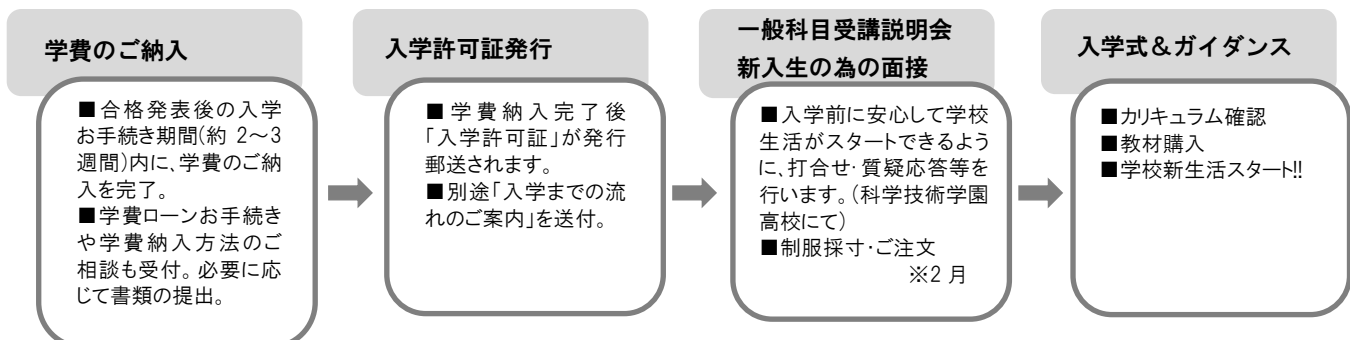 学費のご納入
■合格発表後の入学
お手続き期間(約 2～3
週間)内に、学費のご納
入を完了。
■学費ローンお手続き
や学費納入方法のご
相談も受付。必要に応
じて書類の提出。
入学許可証発行
■学費納入完了後
「入学許可証」が発行
郵送されます。
■別途「入学までの流
れのご案内」を送付。
一般科目受講説明会
新入生の為の面接
■入学前に安心して学校
生活がスタートできるよう
に、打合せ・質疑応答等を
行います。(科学技術学園
高校にて)
■制服採寸・ご注文
※2 月
入学式＆ガイダンス
■カリキュラム確認
■教材購入
■学校新生活スタート!!